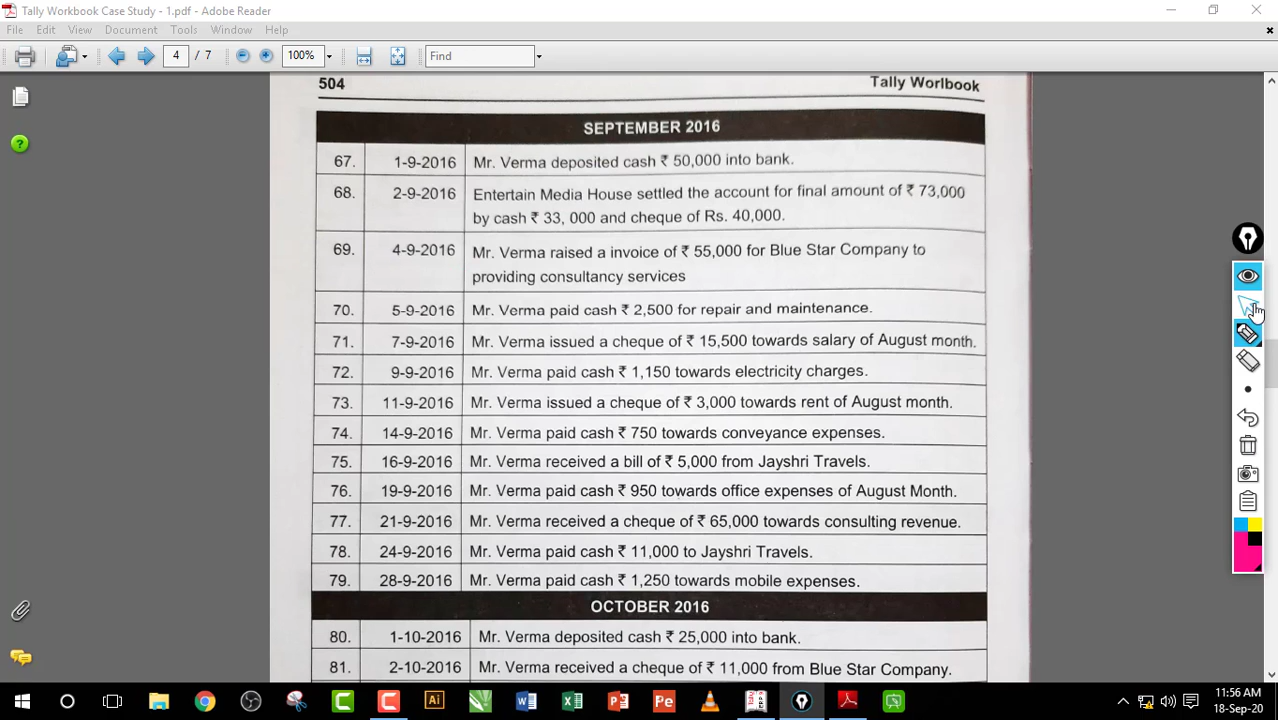 Tally Workbook Case Study - 1.pdf - Adobe Reader
File Edit View Document Tools Window Help
4 / 7 100% Find
504 Tally Worlbook
SEPTEMBER 2016
67. 1-9-2016 Mr. Verma deposited cash ₹ 50,000 into bank.
68. 2-9-2016 Entertain Media House settled the account for final amount of ₹ 73,000
by cash ₹ 33, 000 and cheque of Rs. 40,000.
69. 4-9-2016 Mr. Verma raised a invoice of ₹ 55,000 for Blue Star Company to
providing consultancy services
70. 5-9-2016 Mr. Verma paid cash ₹ 2,500 for repair and maintenance.
71. 7-9-2016 Mr. Verma issued a cheque of ₹ 15,500 towards salary of August month.
72. 9-9-2016 Mr. Verma paid cash ₹ 1,150 towards electricity charges.
73. 11-9-2016 Mr. Verma issued a cheque of ₹ 3,000 towards rent of August month.
74. 14-9-2016 Mr. Verma paid cash ₹ 750 towards conveyance expenses.
75. 16-9-2016 Mr. Verma received a bill of ₹ 5,000 from Jayshri Travels.
76. 19-9-2016 Mr. Verma paid cash ₹ 950 towards office expenses of August Month.
77. 21-9-2016 Mr. Verma received a cheque of ₹ 65,000 towards consulting revenue.
78. 24-9-2016 Mr. Verma paid cash ₹ 11,000 to Jayshri Travels.
79. 28-9-2016 Mr. Verma paid cash ₹ 1,250 towards mobile expenses.
OCTOBER 2016
80. 1-10-2016 Mr. Verma deposited cash ₹ 25,000 into bank.
81. 2-10-2016 Mr. Verma received a cheque of ₹ 11,000 from Blue Star Company.
11:56 AM
18-Sep-20